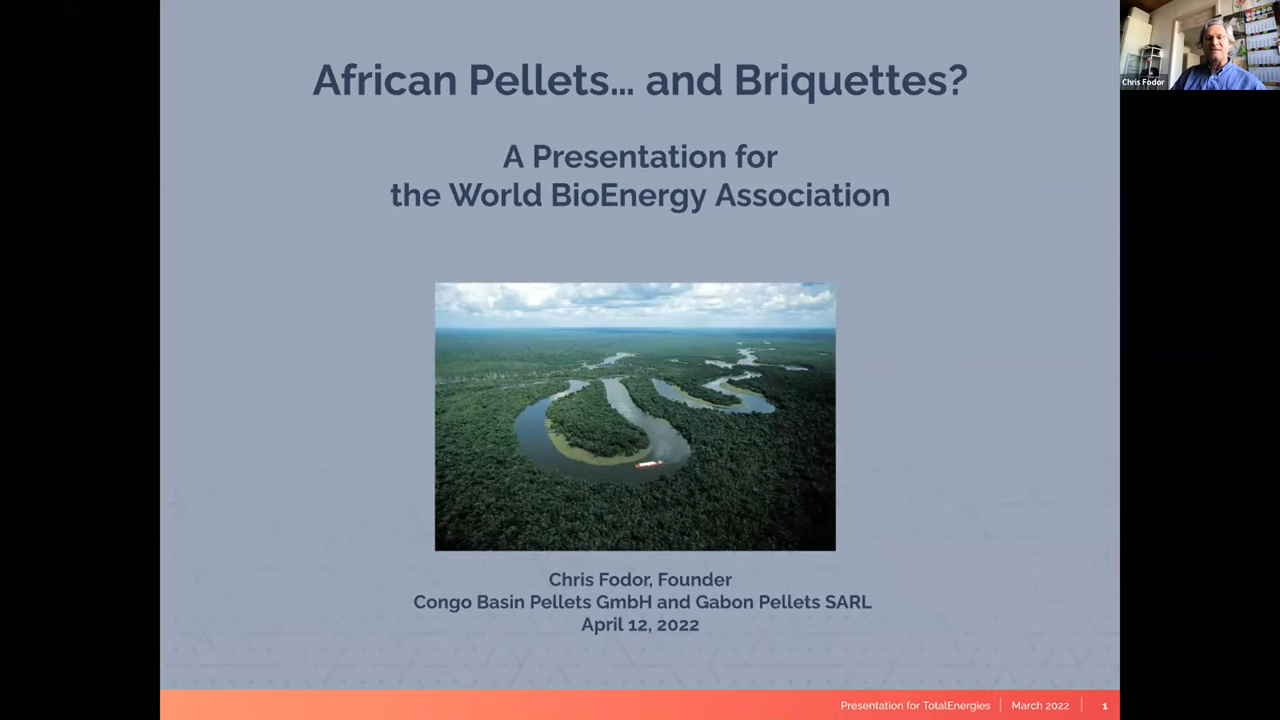 African Pellets... and Briquettes?
A Presentation for
the World BioEnergy Association
Chris Fodor, Founder
Congo Basin Pellets GmbH and Gabon Pellets SARL
April 12, 2022
Presentation for TotalEnergies | March 2022 | 1
Chris Fodor